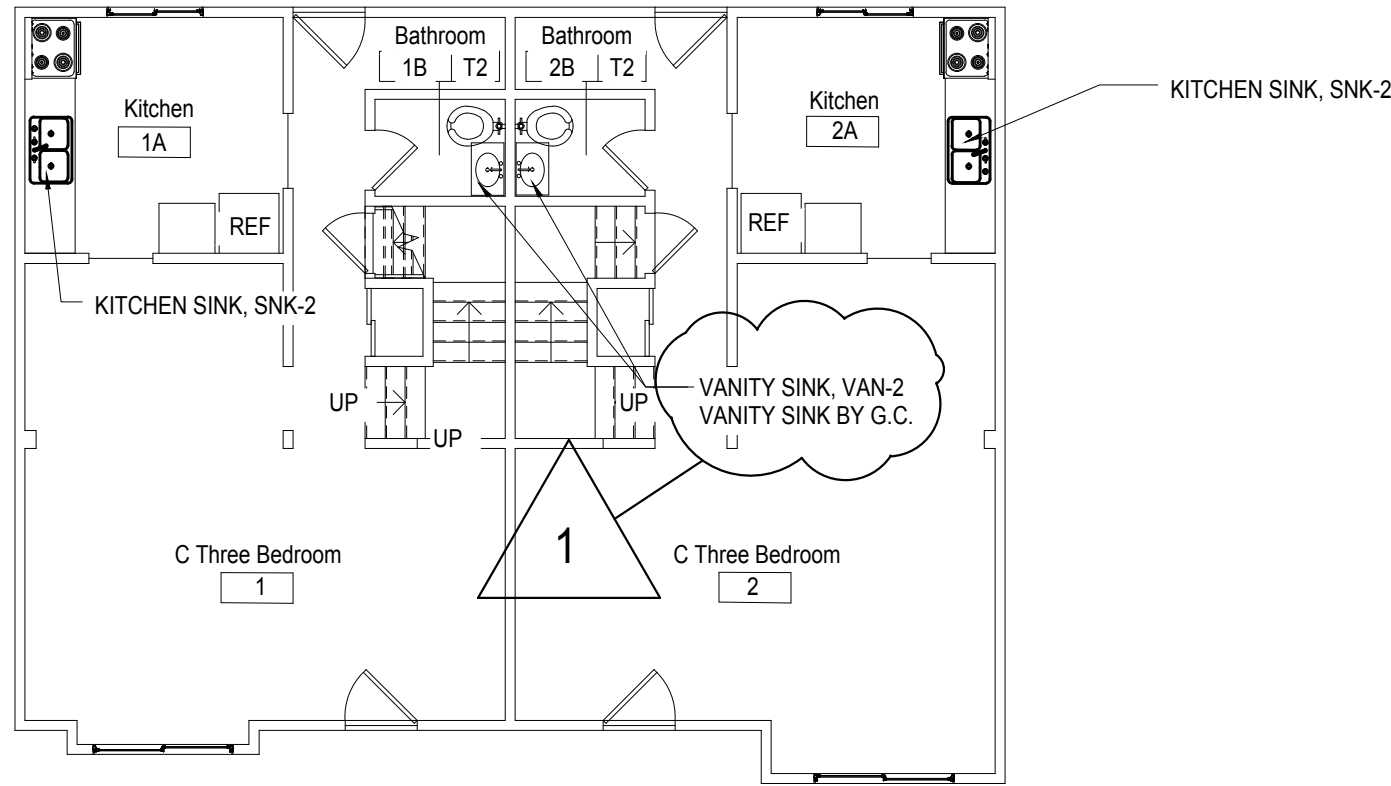 Bathroom
1B T2
Bathroom
2B T2
Kitchen
1A
Kitchen
2A
KITCHEN SINK, SNK-2
REF
REF
KITCHEN SINK, SNK-2
VANITY SINK, VAN-2
VANITY SINK BY G.C.
UP
UP
UP
1
C Three Bedroom
1
C Three Bedroom
2